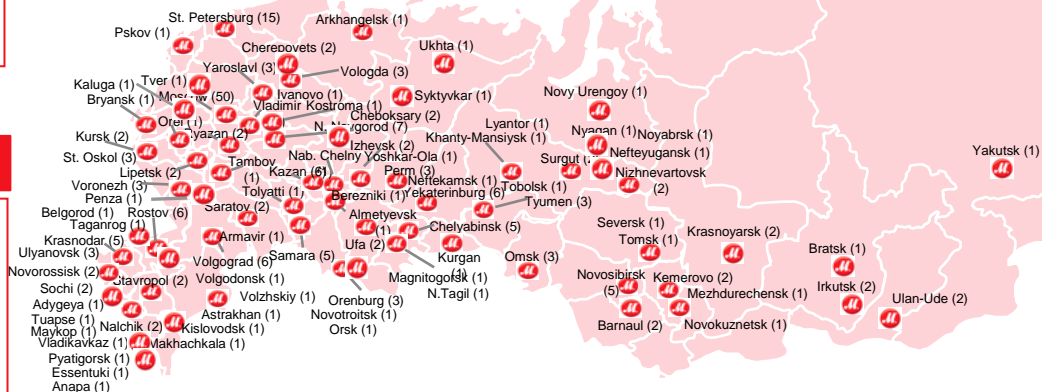 St. Petersburg (15)
Arkhangelsk (1)
Pskov (1)
Cherepovets (2)
Ukhta (1)
Yaroslavl (3)
Vologda (3)
Kaluga (1)
Tver (1)
Moscow (50)
Ivanovo (1)
Syktyvkar (1)
Novy Urengoy (1)
Bryansk (1)
Vladimir
Kostroma (1)
Cheboksary (2)
Orel (1)
Ryazan (2)
N. Novgorod (7)
Lyantor (1)
Kursk (2)
Izhevsk (2)
Khanty-Mansiysk (1)
Nyagan (1)
Noyabrsk (1)
St. Oskol (3)
Nab. Chelny
Yoshkar-Ola (1)
Surgut
Nefteyugansk (1)
Yakutsk (1)
Lipetsk (2)
Tambov
(1)
Kazan (6)
(1)
Perm (3)
Neftekamsk (1)
Tobolsk (1)
Nizhnevartovsk
(2)
Voronezh (3)
Penza (1)
Tolyatti (1)
Berezniki (1)
Yekaterinburg (6)
Tyumen (3)
Saratov (2)
Belgorod (1)
Rostov (6)
Almetyevsk
(1)
Taganrog (1)
Chelyabinsk (5)
Seversk (1)
Krasnodar (5)
Armavir (1)
Ufa (2)
Tomsk (1)
Krasnoyarsk (2)
Ulyanovsk (3)
Samara (5)
Kurgan
(1)
Omsk (3)
Bratsk (1)
Novorossisk (2)
Volgograd (6)
Magnitogorsk (1)
Novosibirsk
(5)
Kemerovo (2)
Irkutsk (2)
Stavropol (2)
Volgodonsk (1)
N.Tagil (1)
Mezhdurechensk (1)
Sochi (2)
Volzhskiy (1)
Orenburg (3)
Ulan-Ude (2)
Adygeya (1)
Astrakhan (1)
Novotroitsk (1)
Barnaul (2)
Novokuznetsk (1)
Tuapse (1)
Nalchik (2)
Kislovodsk (1)
Orsk (1)
Maykop (1)
Vladikavkaz (1)
Makhachkala (1)
Pyatigorsk (1)
Essentuki (1)
Anapa (1)